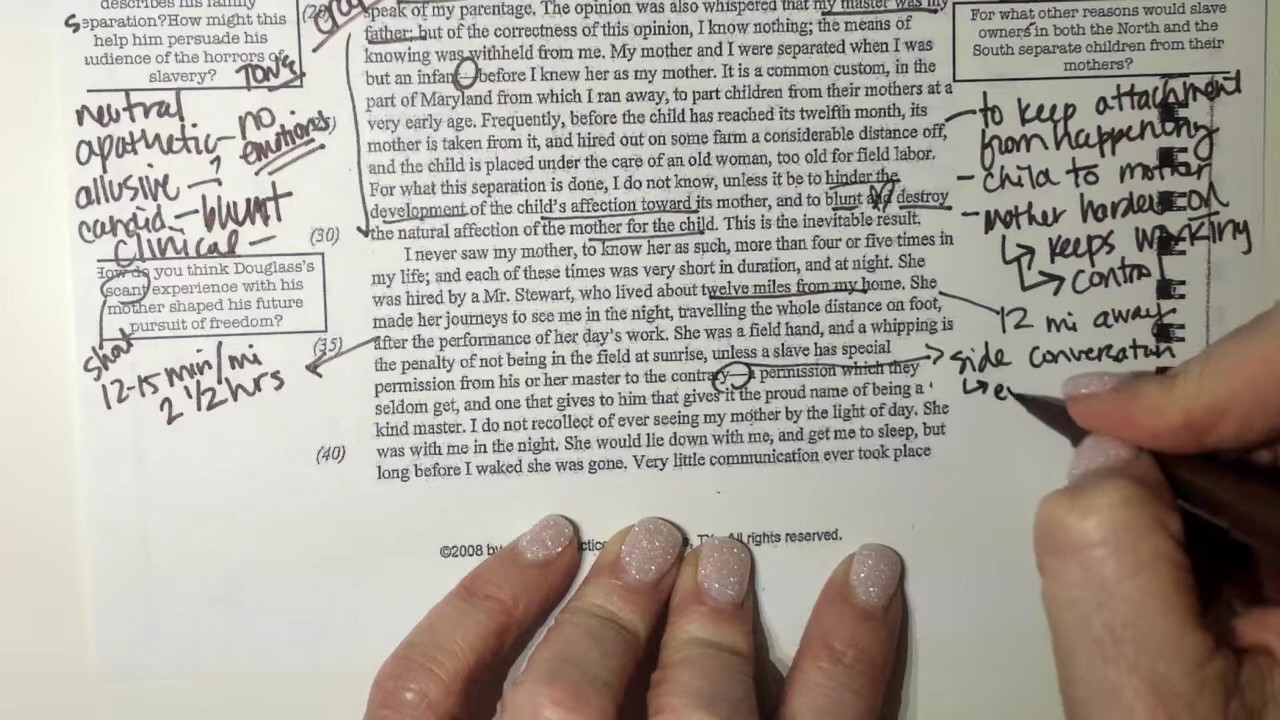 describes his family
separation? How might this
help him persuade his
audience of the horrors of
slavery?
TONS
neutral
apathetic - no emotions
allusive - ?
candid - blunt
Clinical -
How do you think Douglass's
scant experience with his
mother shaped his future
pursuit of freedom?
short
12-15 min/mi
2 1/2 hrs
(30)
(35)
(40)
speak of my parentage. The opinion was also whispered that my master was my
father; but of the correctness of this opinion, I know nothing; the means of
knowing was withheld from me. My mother and I were separated when I was
but an infant—before I knew her as my mother. It is a common custom, in the
part of Maryland from which I ran away, to part children from their mothers at a
very early age. Frequently, before the child has reached its twelfth month, its
mother is taken from it, and hired out on some farm a considerable distance off,
and the child is placed under the care of an old woman, too old for field labor.
For what this separation is done, I do not know, unless it be to hinder the
development of the child's affection toward its mother, and to blunt and destroy
the natural affection of the mother for the child. This is the inevitable result.
I never saw my mother, to know her as such, more than four or five times in
my life; and each of these times was very short in duration, and at night. She
was hired by a Mr. Stewart, who lived about twelve miles from my home. She
made her journeys to see me in the night, travelling the whole distance on foot,
after the performance of her day's work. She was a field hand, and a whipping is
the penalty of not being in the field at sunrise, unless a slave has special
permission from his or her master to the contrary—a permission which they
seldom get, and one that gives to him that gives it the proud name of being a
kind master. I do not recollect of ever seeing my mother by the light of day. She
was with me in the night. She would lie down with me, and get me to sleep, but
long before I waked she was gone. Very little communication ever took place
©2008 by
All rights reserved.
For what other reasons would slave
owners in both the North and the
South separate children from their
mothers?
- to keep attachment
from happening
- child to mother
- mother harder
↳ keeps working
↳ control
12 mi away
side conversation
↳ e